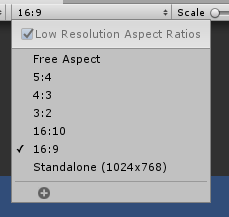 16:9 Scale
Low Resolution Aspect Ratios
Free Aspect
5:4
4:3
3:2
16:10
✓ 16:9
Standalone (1024x768)